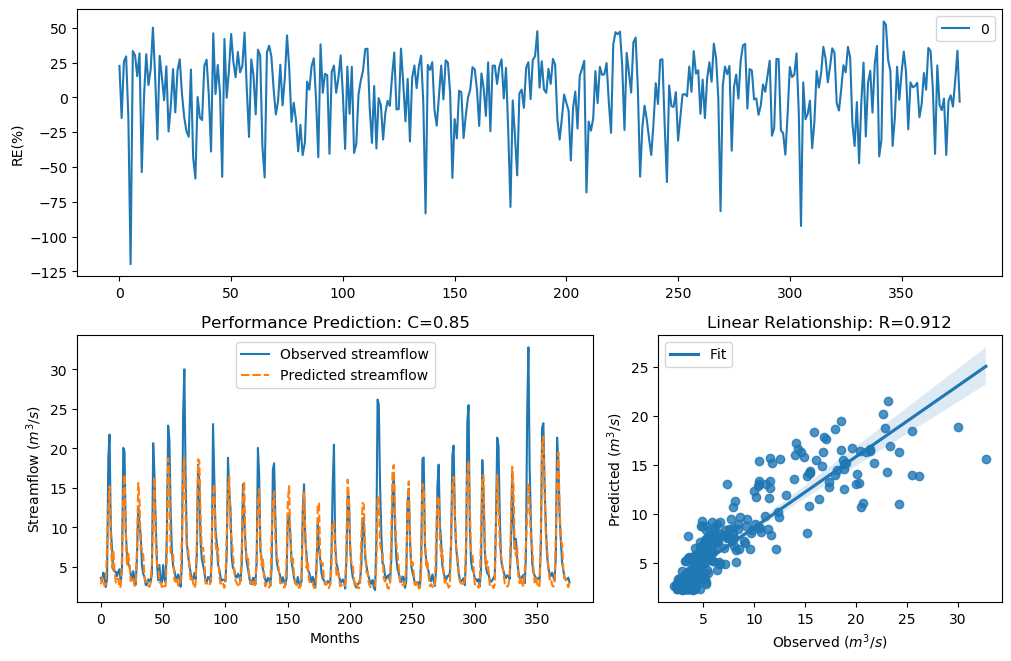 50
25
0
−25
−50
−75
−100
−125
RE(%)
0
0 50 100 150 200 250 300 350
Performance Prediction: C=0.85
Observed streamflow
Predicted streamflow
30
25
20
15
10
5
Streamflow (m³/s)
0 50 100 150 200 250 300 350
Months
Linear Relationship: R=0.912
Fit
25
20
15
10
5
Predicted (m³/s)
5 10 15 20 25 30
Observed (m³/s)